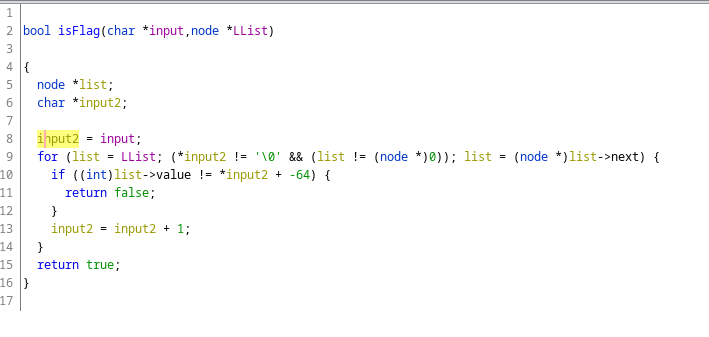 1
2 bool isFlag(char *input,node *LList)
3
4 {
5   node *list;
6   char *input2;
7
8   input2 = input;
9   for (list = LList; (*input2 != '\0' && (list != (node *)0)); list = (node *)list->next) {
10     if ((int)list->value != *input2 + -64) {
11       return false;
12     }
13     input2 = input2 + 1;
14   }
15   return true;
16 }
17